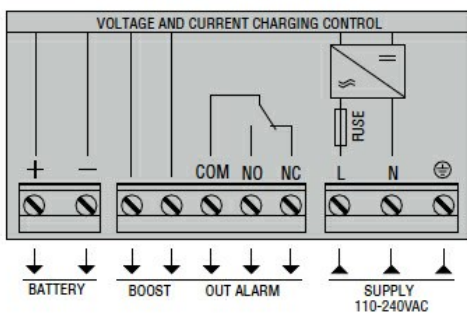 VOLTAGE AND CURRENT CHARGING CONTROL
FUSE
+ − COM NO NC L N
BATTERY BOOST OUT ALARM SUPPLY
110-240VAC